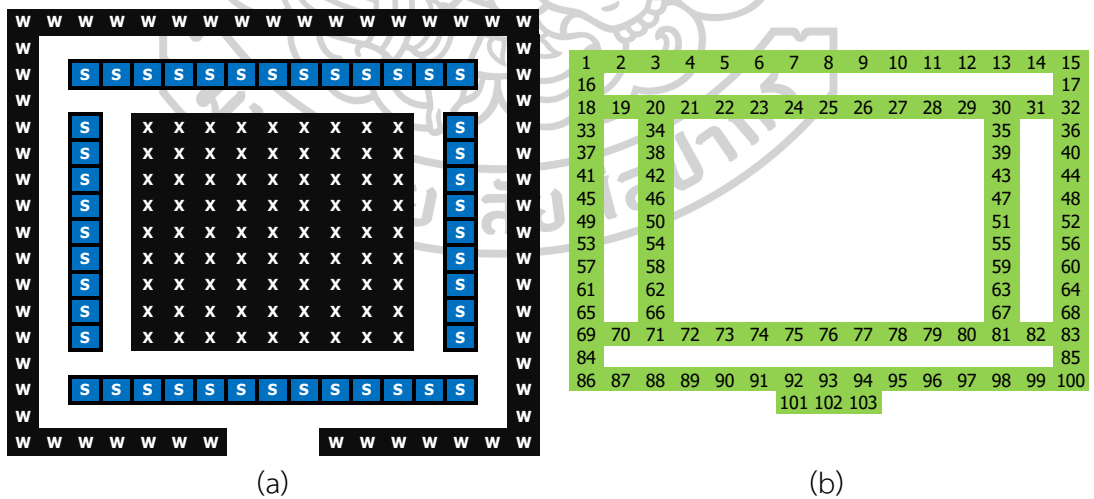 W W W W W W W W W W W W W W W W W
W W
W S S S S S S S S S S S S S W
W W
W S X X X X X X X X X S W
W S X X X X X X X X X S W
W S X X X X X X X X X S W
W S X X X X X X X X X S W
W S X X X X X X X X X S W
W S X X X X X X X X X S W
W S X X X X X X X X X S W
W S X X X X X X X X X S W
W S X X X X X X X X X S W
W W
W S S S S S S S S S S S S S W
W W
W W W W W W W W W W W W W W
(a)
1 2 3 4 5 6 7 8 9 10 11 12 13 14 15
16 17
18 19 20 21 22 23 24 25 26 27 28 29 30 31 32
33 34 35 36
37 38 39 40
41 42 43 44
45 46 47 48
49 50 51 52
53 54 55 56
57 58 59 60
61 62 63 64
65 66 67 68
69 70 71 72 73 74 75 76 77 78 79 80 81 82 83
84 85
86 87 88 89 90 91 92 93 94 95 96 97 98 99 100
101 102 103
(b)